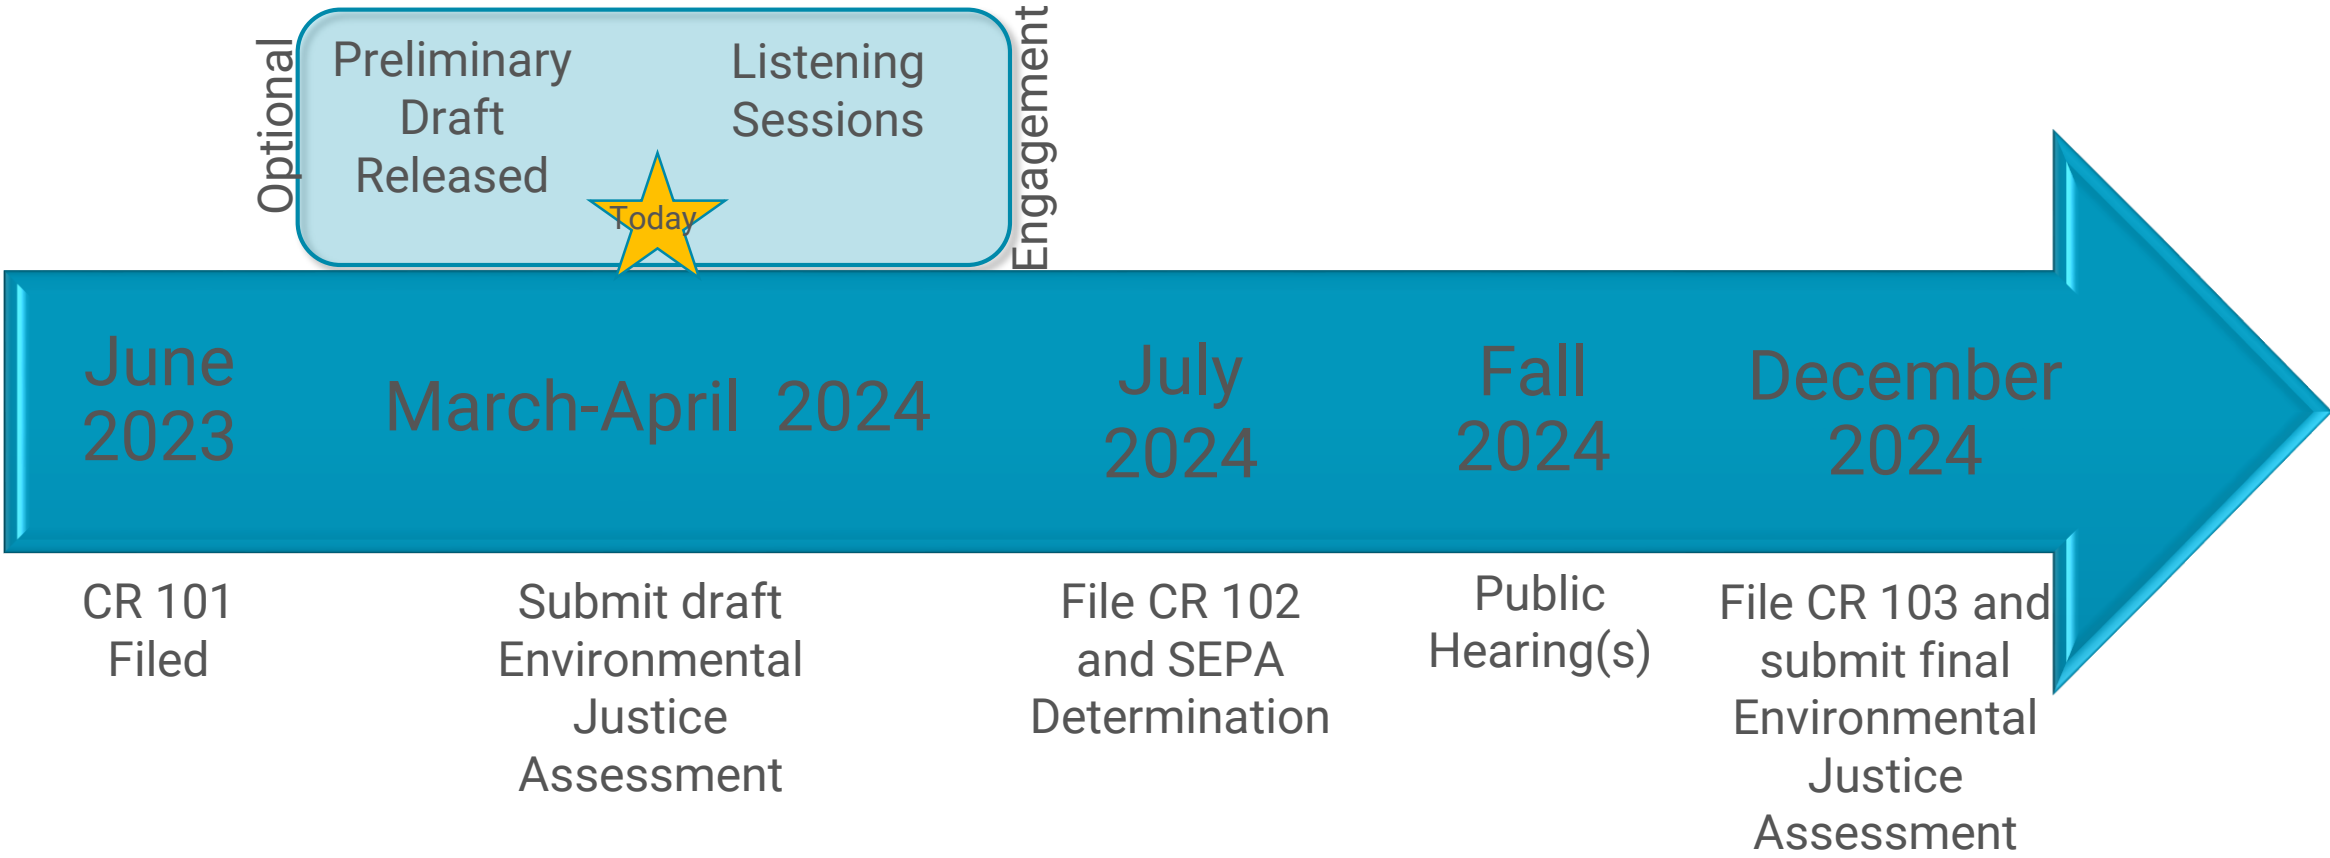 Optional
Preliminary
Draft
Released
Listening
Sessions
Engagement
Today
June
2023
March-April 2024
July
2024
Fall
2024
December
2024
CR 101
Filed
Submit draft
Environmental
Justice
Assessment
File CR 102
and SEPA
Determination
Public
Hearing(s)
File CR 103 and
submit final
Environmental
Justice
Assessment